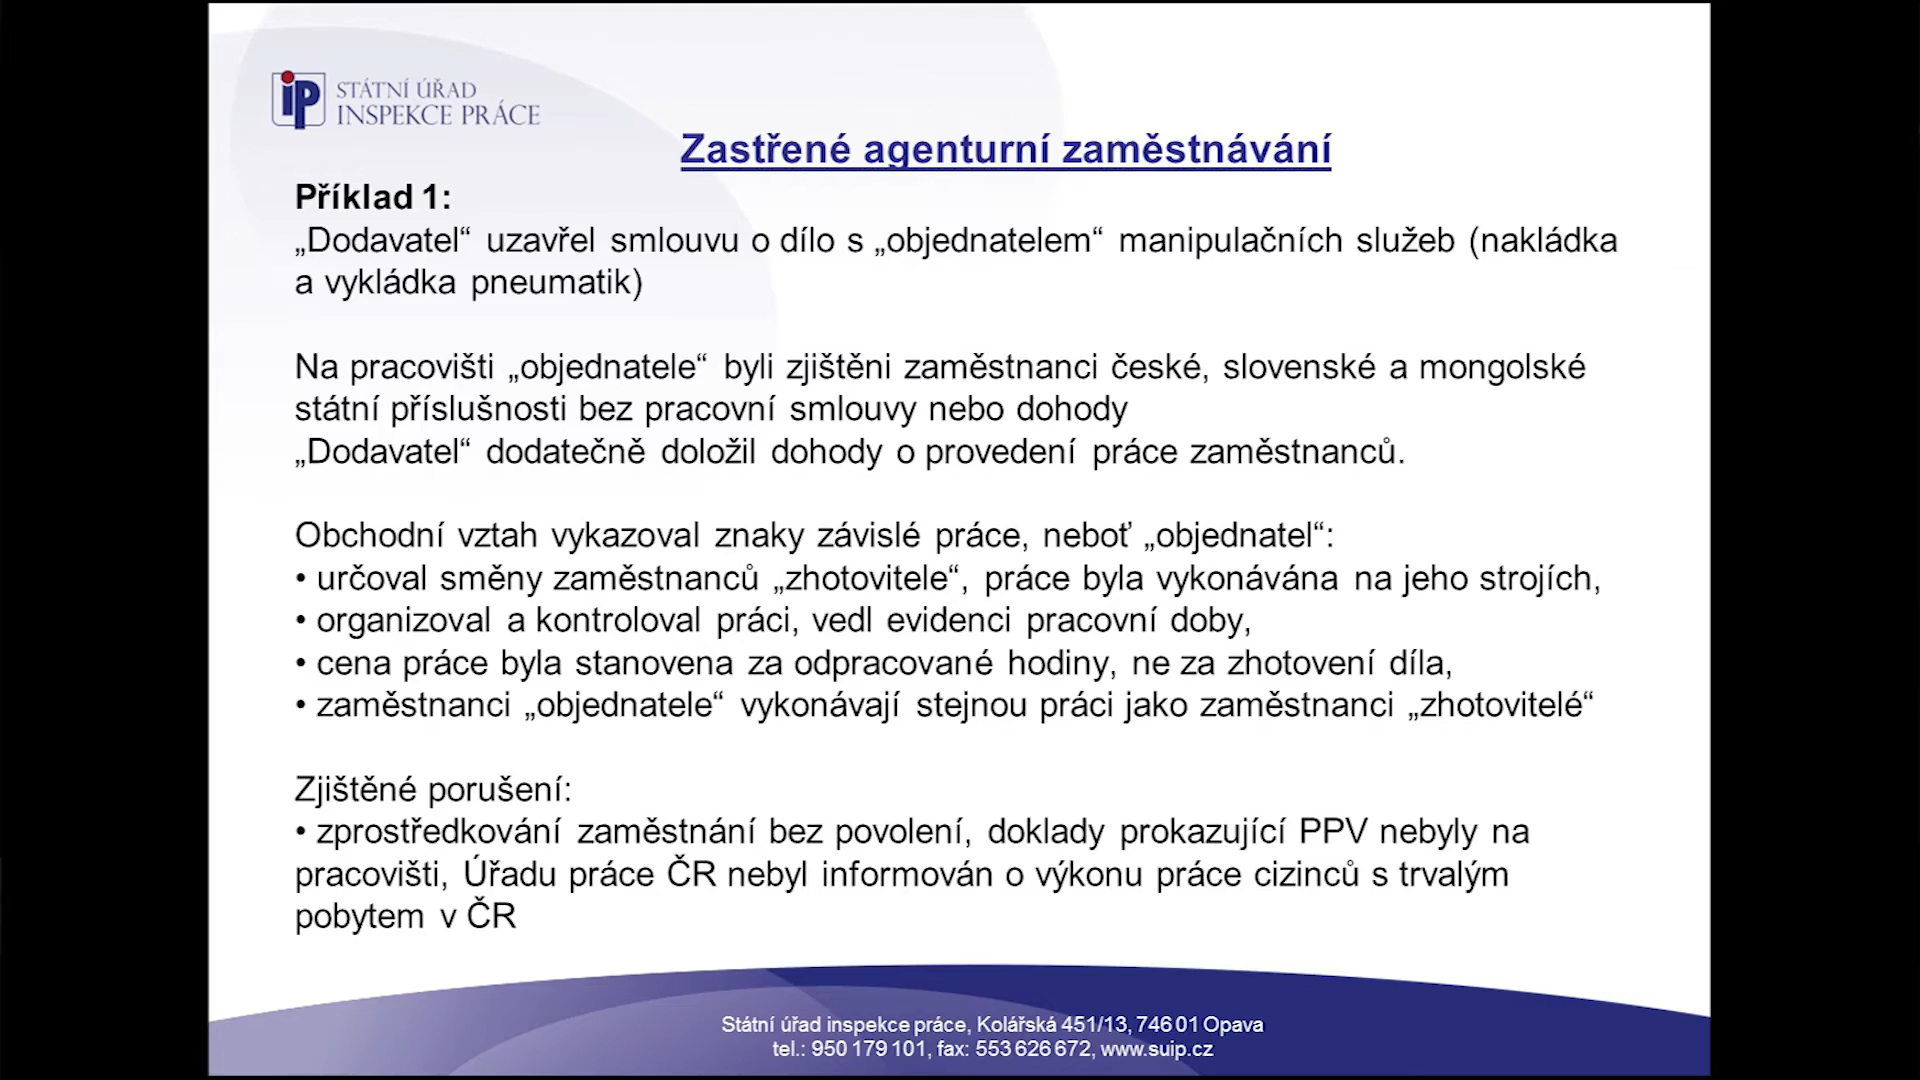 STÁTNÍ ÚŘAD
INSPEKCE PRÁCE
Zastřené agenturní zaměstnávání
Příklad 1:
„Dodavatel“ uzavřel smlouvu o dílo s „objednatelem“ manipulačních služeb (nakládka
a vykládka pneumatik)
Na pracovišti „objednatele“ byli zjištěni zaměstnanci české, slovenské a mongolské
státní příslušnosti bez pracovní smlouvy nebo dohody
„Dodavatel“ dodatečně doložil dohody o provedení práce zaměstnanců.
Obchodní vztah vykazoval znaky závislé práce, neboť „objednatel“:
• určoval směny zaměstnanců „zhotovitele“, práce byla vykonávána na jeho strojích,
• organizoval a kontroloval práci, vedl evidenci pracovní doby,
• cena práce byla stanovena za odpracované hodiny, ne za zhotovení díla,
• zaměstnanci „objednatele“ vykonávají stejnou práci jako zaměstnanci „zhotovitelé“
Zjištěné porušení:
• zprostředkování zaměstnání bez povolení, doklady prokazující PPV nebyly na
pracovišti, Úřadu práce ČR nebyl informován o výkonu práce cizinců s trvalým
pobytem v ČR
Státní úřad inspekce práce, Kolářská 451/13, 746 01 Opava
tel.: 950 179 101, fax: 553 626 672, www.suip.cz